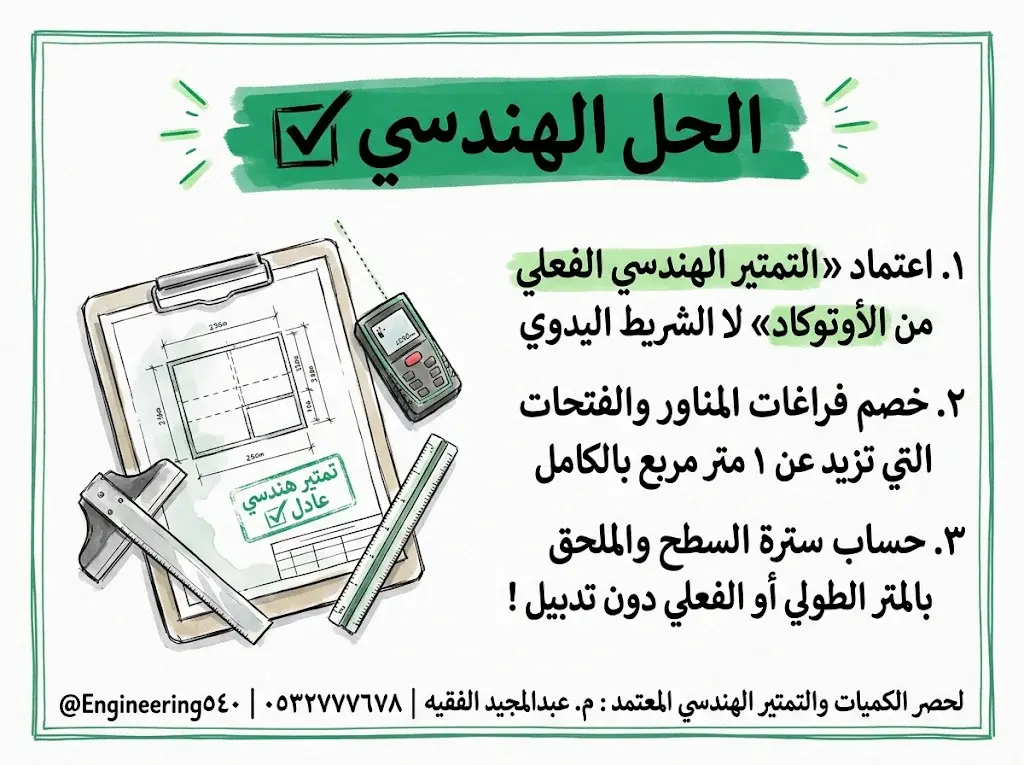 الحل الهندسي
١. اعتماد «التمتير الهندسي الفعلي
من الأوتوكاد» لا الشريط اليدوي
٢. خصم فراغات المناور والفتحات
التي تزيد عن ١ متر مربع بالكامل
٣. حساب سترة السطح والملحق
بالمتر الطولي أو الفعلي دون تدبيل !
تمتير هندسي
عادل
250m
لحصر الكميات والتمتير الهندسي المعتمد : م. عبدالمجيد الفقيه | ٠٥٣٢٧٧٧٦٧٨ | @Engineering٥٤٠